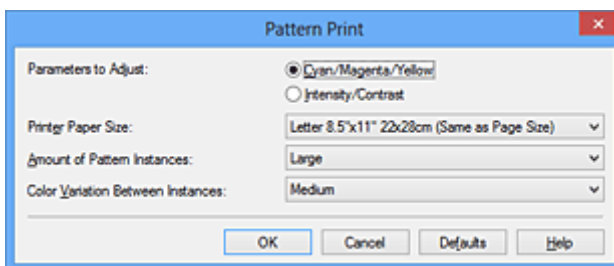 Pattern Print
Parameters to Adjust:
Cyan/Magenta/Yellow
Intensity/Contrast
Printer Paper Size:
Letter 8.5"x11" 22x28cm (Same as Page Size)
Amount of Pattern Instances:
Large
Color Variation Between Instances:
Medium
OK
Cancel
Defaults
Help